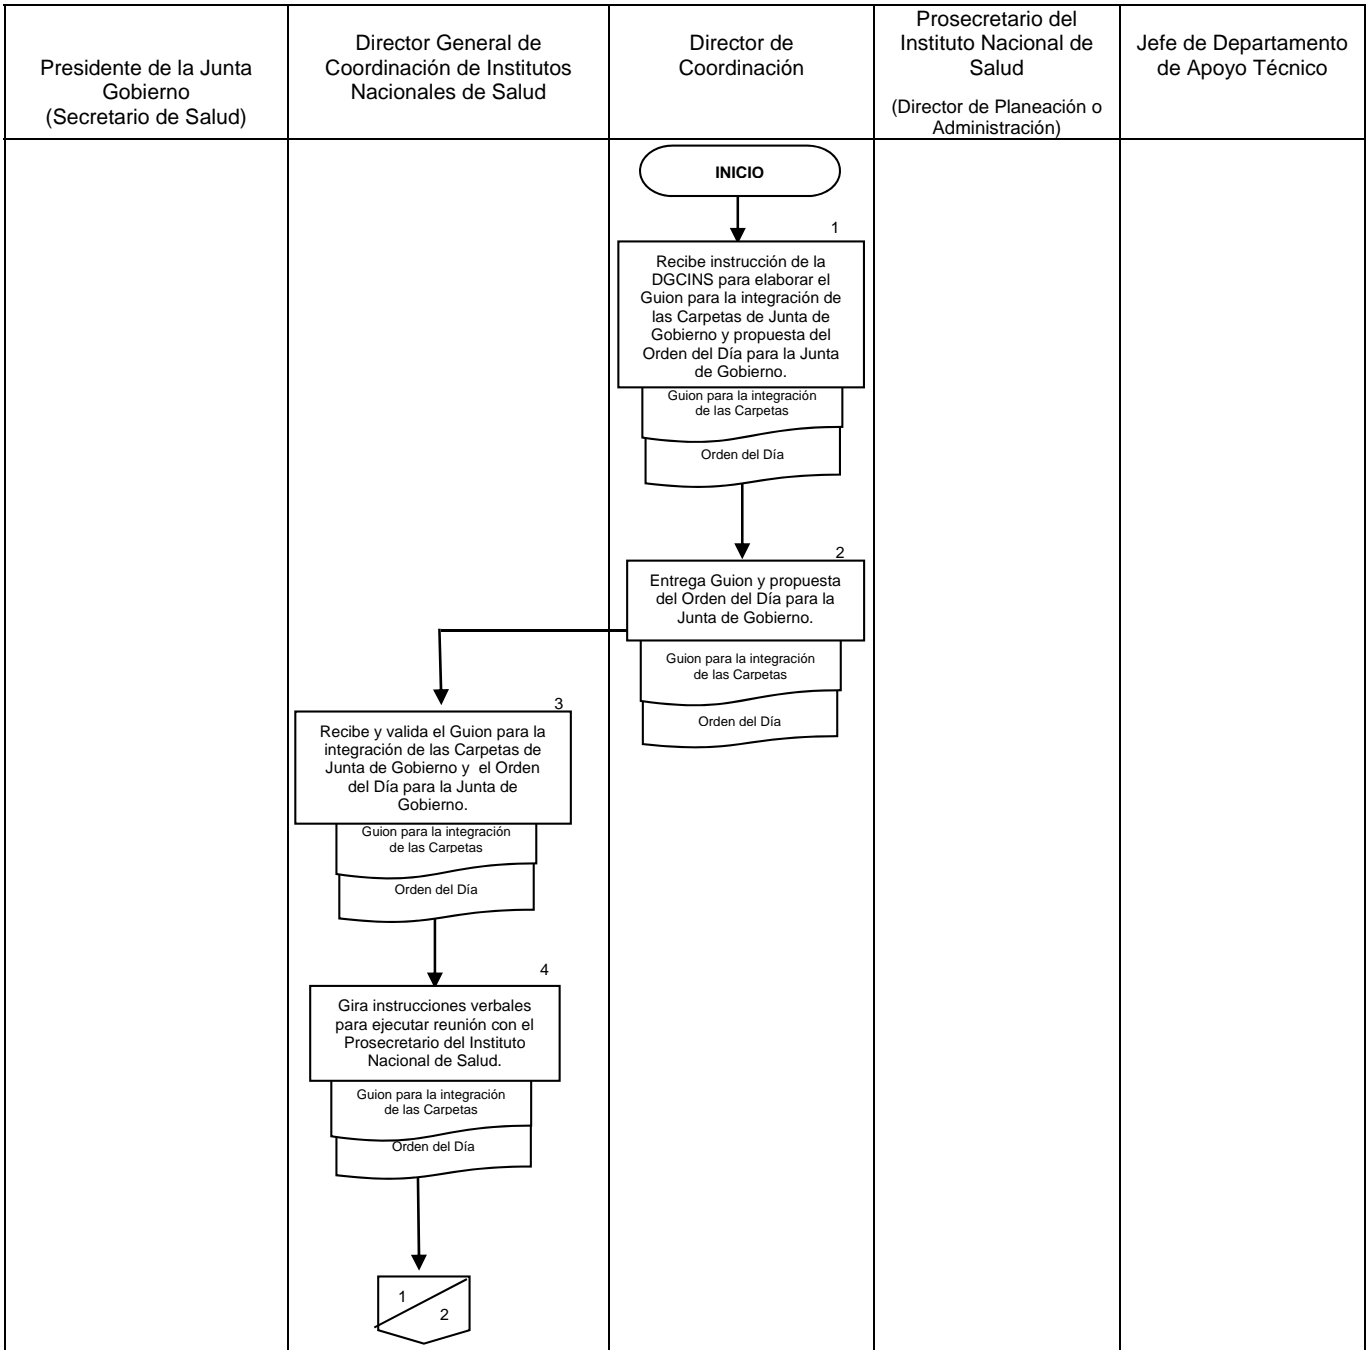 Presidente de la Junta
Gobierno
(Secretario de Salud)
Director General de
Coordinación de Institutos
Nacionales de Salud
Director de
Coordinación
Prosecretario del
Instituto Nacional de
Salud
(Director de Planeación o
Administración)
Jefe de Departamento
de Apoyo Técnico
INICIO
1
Recibe instrucción de la
DGCINS para elaborar el
Guion para la integración de
las Carpetas de Junta de
Gobierno y propuesta del
Orden del Día para la Junta
de Gobierno.
Guion para la integración
de las Carpetas
Orden del Día
2
Entrega Guion y propuesta
del Orden del Día para la
Junta de Gobierno.
Guion para la integración
de las Carpetas
Orden del Día
3
Recibe y valida el Guion para la
integración de las Carpetas de
Junta de Gobierno y  el Orden
del Día para la Junta de
Gobierno.
Guion para la integración
de las Carpetas
Orden del Día
4
Gira instrucciones verbales
para ejecutar reunión con el
Prosecretario del Instituto
Nacional de Salud.
Guion para la integración
de las Carpetas
Orden del Día
1
2